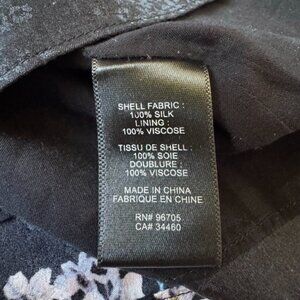 SHELL FABRIC :
100% SILK
LINING :
100% VISCOSE
TISSU DE SHELL :
100% SOIE
DOUBLURE :
100% VISCOSE
MADE IN CHINA
FABRIQUE EN CHINE
RN# 96705
CA# 34460